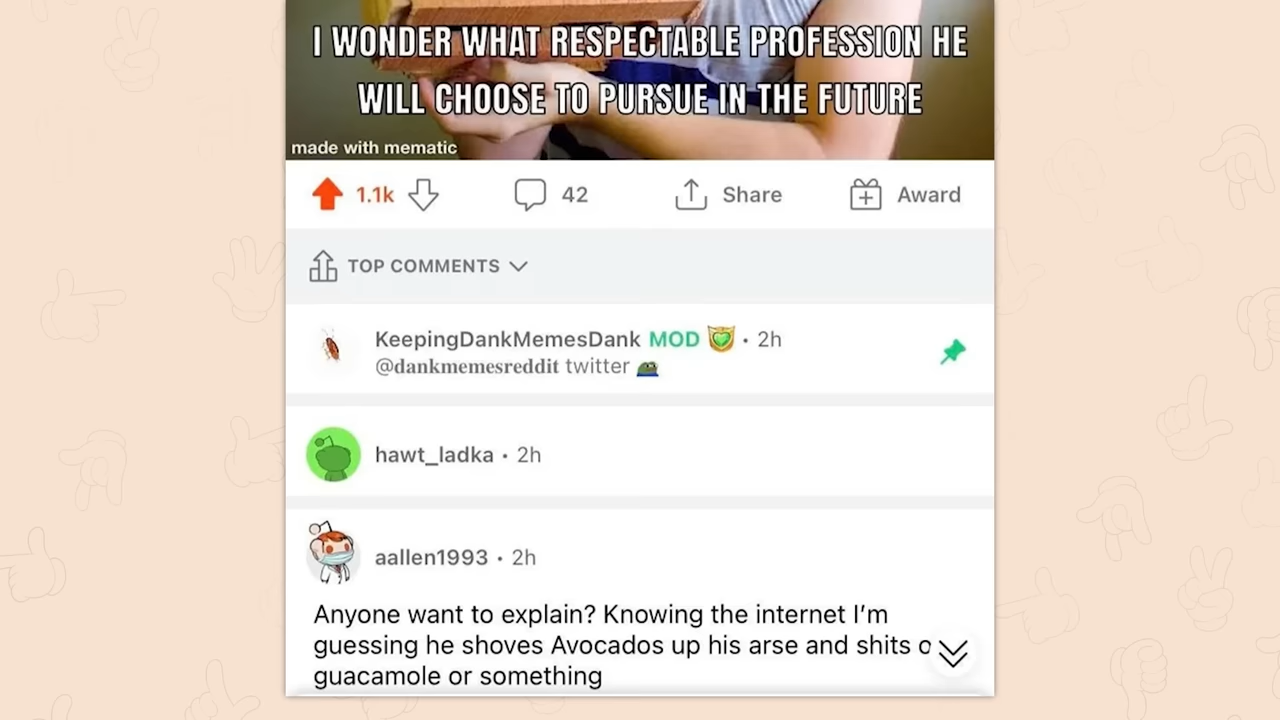 I WONDER WHAT RESPECTABLE PROFESSION HE
WILL CHOOSE TO PURSUE IN THE FUTURE
made with mematic
1.1k 42 Share Award
TOP COMMENTS
KeepingDankMemesDank MOD • 2h
@dankmemesreddit twitter
hawt_ladka • 2h
aallen1993 • 2h
Anyone want to explain? Knowing the internet I’m
guessing he shoves Avocados up his arse and shits
guacamole or something